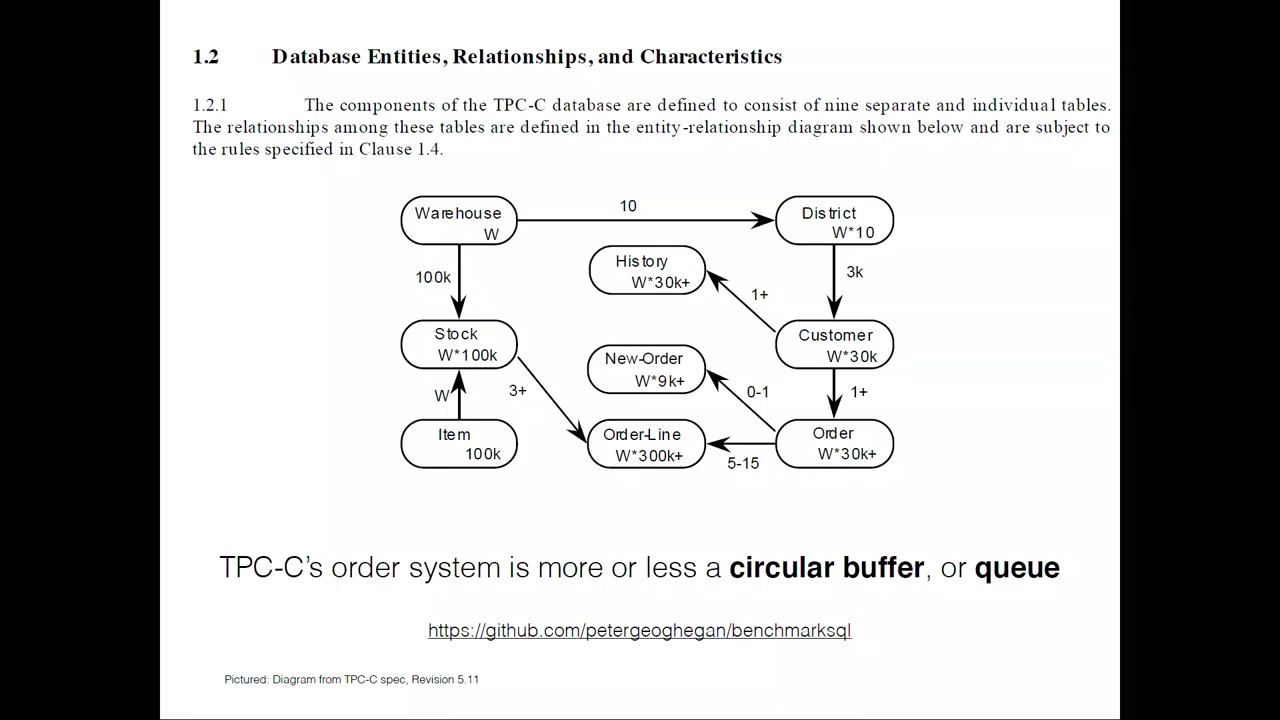 1.2 Database Entities, Relationships, and Characteristics
1.2.1 The components of the TPC-C database are defined to consist of nine separate and individual tables.
The relationships among these tables are defined in the entity-relationship diagram shown below and are subject to
the rules specified in Clause 1.4.
Warehouse
W
10
District
W*10
History
W*30k+
100k
3k
1+
Stock
W*100k
Customer
W*30k
New-Order
W*9k+
W
3+
0-1
1+
Item
100k
Order-Line
W*300k+
5-15
Order
W*30k+
TPC-C’s order system is more or less a circular buffer, or queue
https://github.com/petergeoghegan/benchmarksql
Pictured: Diagram from TPC-C spec, Revision 5.11